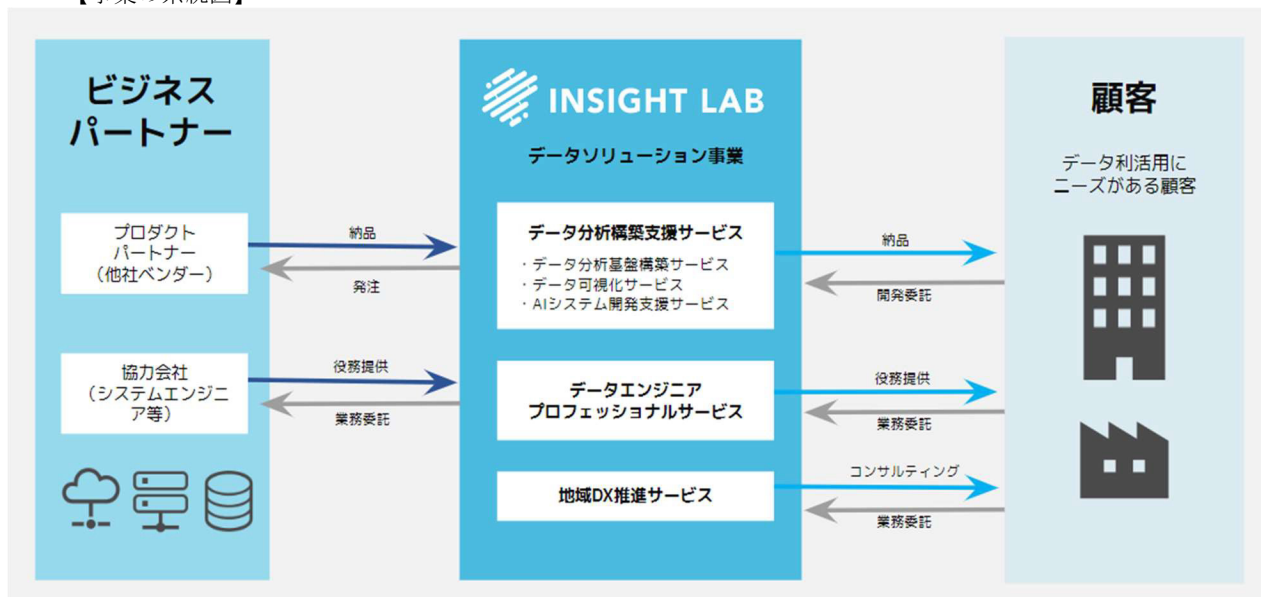 【事業の系統図】
ビジネス
パートナー
プロダクト
パートナー
（他社ベンダー）
納品
発注
協力会社
（システムエンジニ
ア等）
役務提供
業務委託
INSIGHT LAB
データソリューション事業
データ分析構築支援サービス
・データ分析基盤構築サービス
・データ可視化サービス
・AIシステム開発支援サービス
データエンジニア
プロフェッショナルサービス
地域DX推進サービス
納品
開発委託
役務提供
業務委託
コンサルティング
業務委託
顧客
データ利活用に
ニーズがある顧客